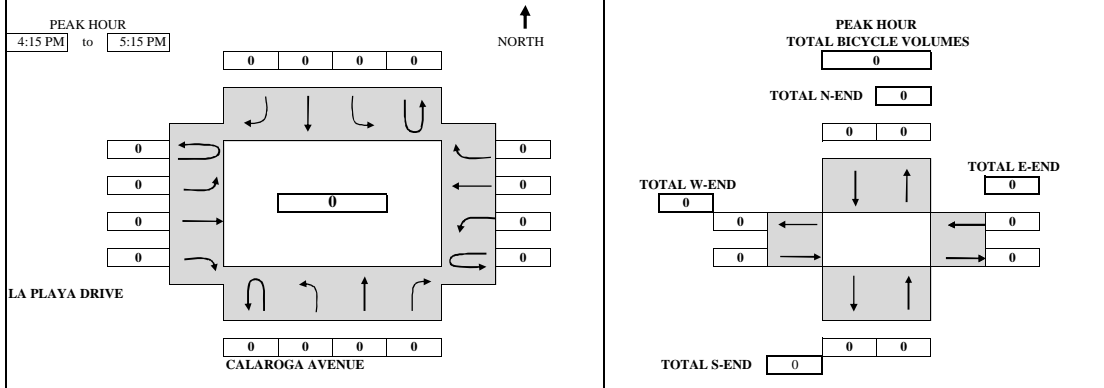 PEAK HOUR
4:15 PM to 5:15 PM
NORTH
0 0 0 0
0 0
0 0
0
0 0
0 0
LA PLAYA DRIVE
0 0 0 0
CALAROGA AVENUE
PEAK HOUR
TOTAL BICYCLE VOLUMES
0
TOTAL N-END 0
0 0
TOTAL E-END
0
TOTAL W-END
0
0 0
0 0
0 0
TOTAL S-END 0